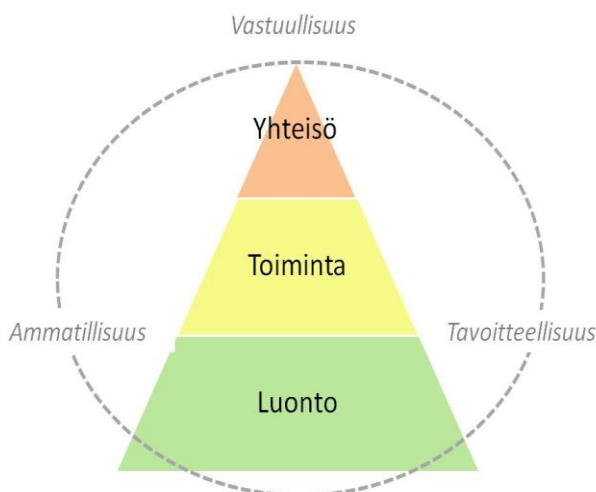 Vastuullisuus
Yhteisö
Toiminta
Ammatillisuus
Tavoitteellisuus
Luonto